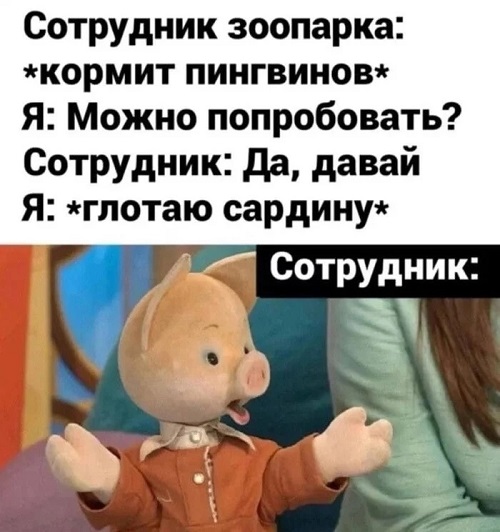 Сотрудник зоопарка:
*кормит пингвинов*
Я: Можно попробовать?
Сотрудник: Да, давай
Я: *глотаю сардину*
Сотрудник: